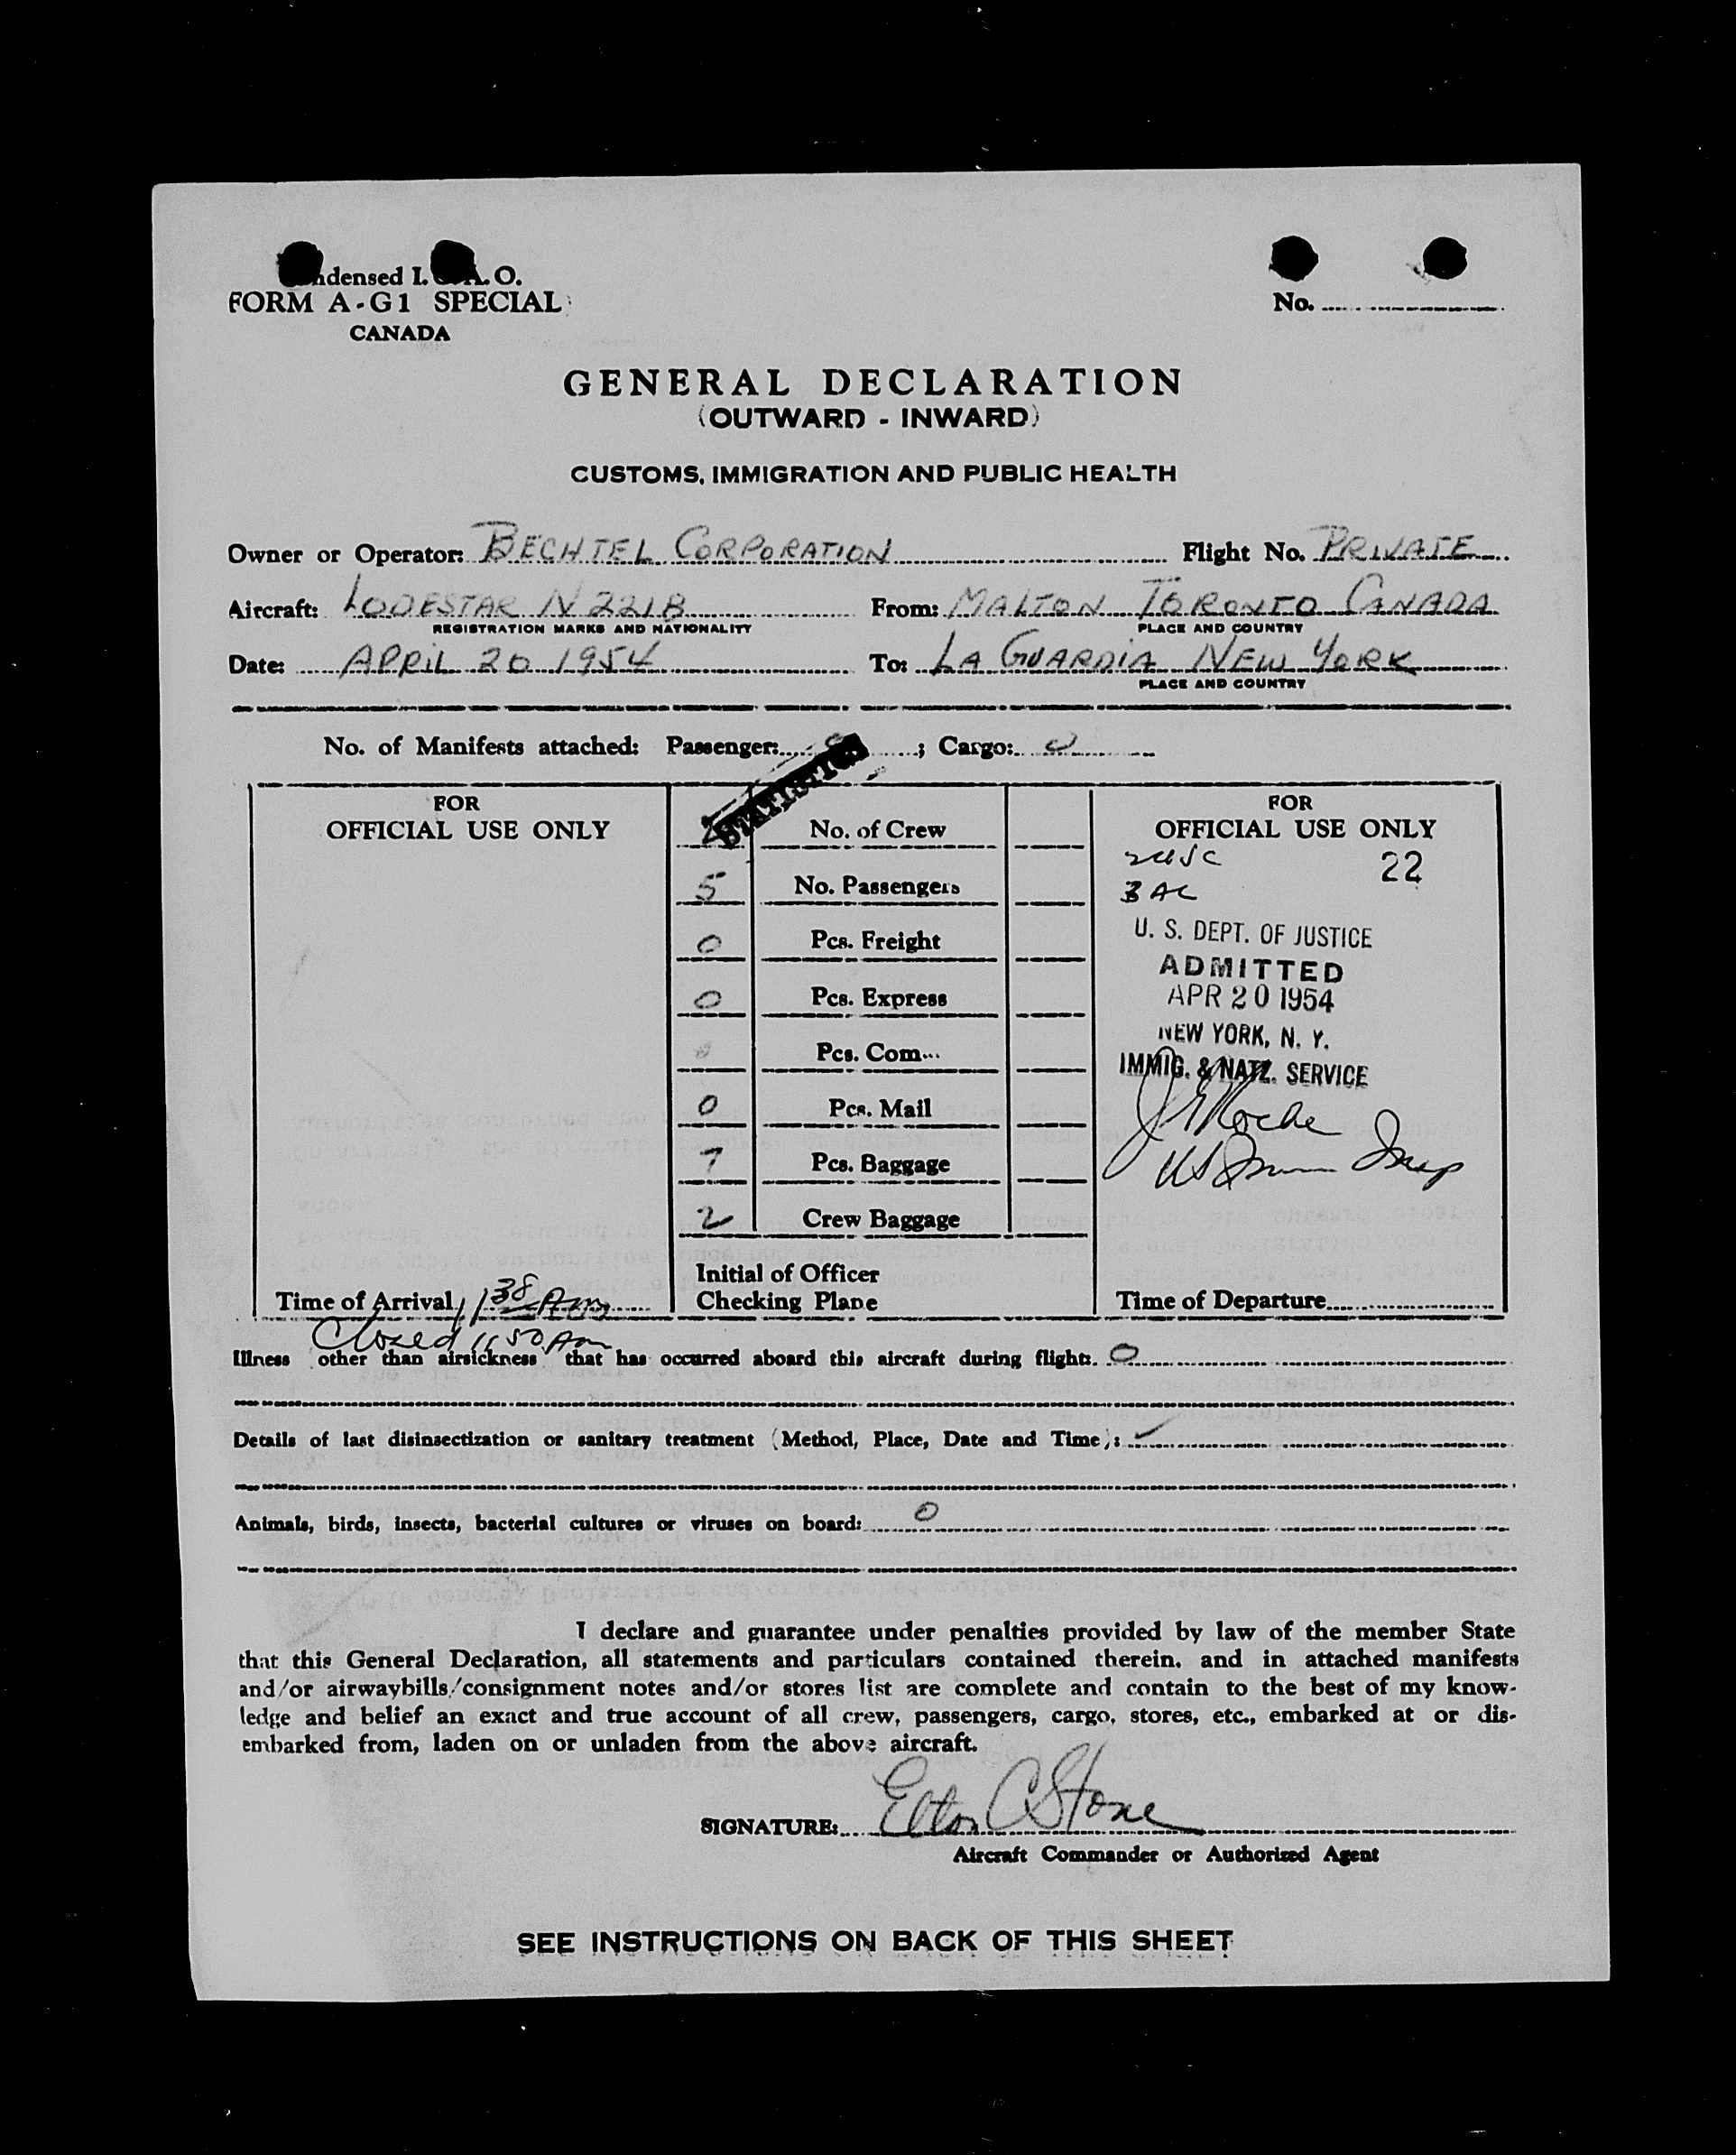 ndensed I. A.O.
FORM A-G1 SPECIAL
CANADA
No.
GENERAL DECLARATION
(OUTWARD - INWARD)
CUSTOMS, IMMIGRATION AND PUBLIC HEALTH
Owner or Operator: BECHTEL CORPORATION Flight No. PRIVATE
Aircraft: LODESTAR N 221B From: MALTON TORONTO CANADA
REGISTRATION MARKS AND NATIONALITY PLACE AND COUNTRY
Date: APRIL 20 1954 To: LA GUARDIA NEW YORK
PLACE AND COUNTRY
No. of Manifests attached: Passenger: ; Cargo: 0
STATISTICS
FOR
OFFICIAL USE ONLY
2 No. of Crew
5 No. Passengers
0 Pcs. Freight
0 Pcs. Express
Pcs. Com...
0 Pcs. Mail
7 Pcs. Baggage
2 Crew Baggage
Initial of Officer
Checking Plane
FOR
OFFICIAL USE ONLY
2 USC 22
3 AC
U. S. DEPT. OF JUSTICE
ADMITTED
APR 20 1954
NEW YORK, N. Y.
IMMIG. & NATZ. SERVICE
Roche
US Imm Insp
Time of Arrival 11 38 Am
Closed 11 50 Am
Time of Departure
Illness other than airsickness that has occurred aboard this aircraft during flight: 0
Details of last disinsectization or sanitary treatment (Method, Place, Date and Time): ✓
Animals, birds, insects, bacterial cultures or viruses on board: 0
I declare and guarantee under penalties provided by law of the member State
that this General Declaration, all statements and particulars contained therein, and in attached manifests
and/or airwaybills/consignment notes and/or stores list are complete and contain to the best of my know-
ledge and belief an exact and true account of all crew, passengers, cargo, stores, etc., embarked at or dis-
embarked from, laden on or unladen from the above aircraft.
SIGNATURE: Elton C Stone
Aircraft Commander or Authorized Agent
SEE INSTRUCTIONS ON BACK OF THIS SHEET